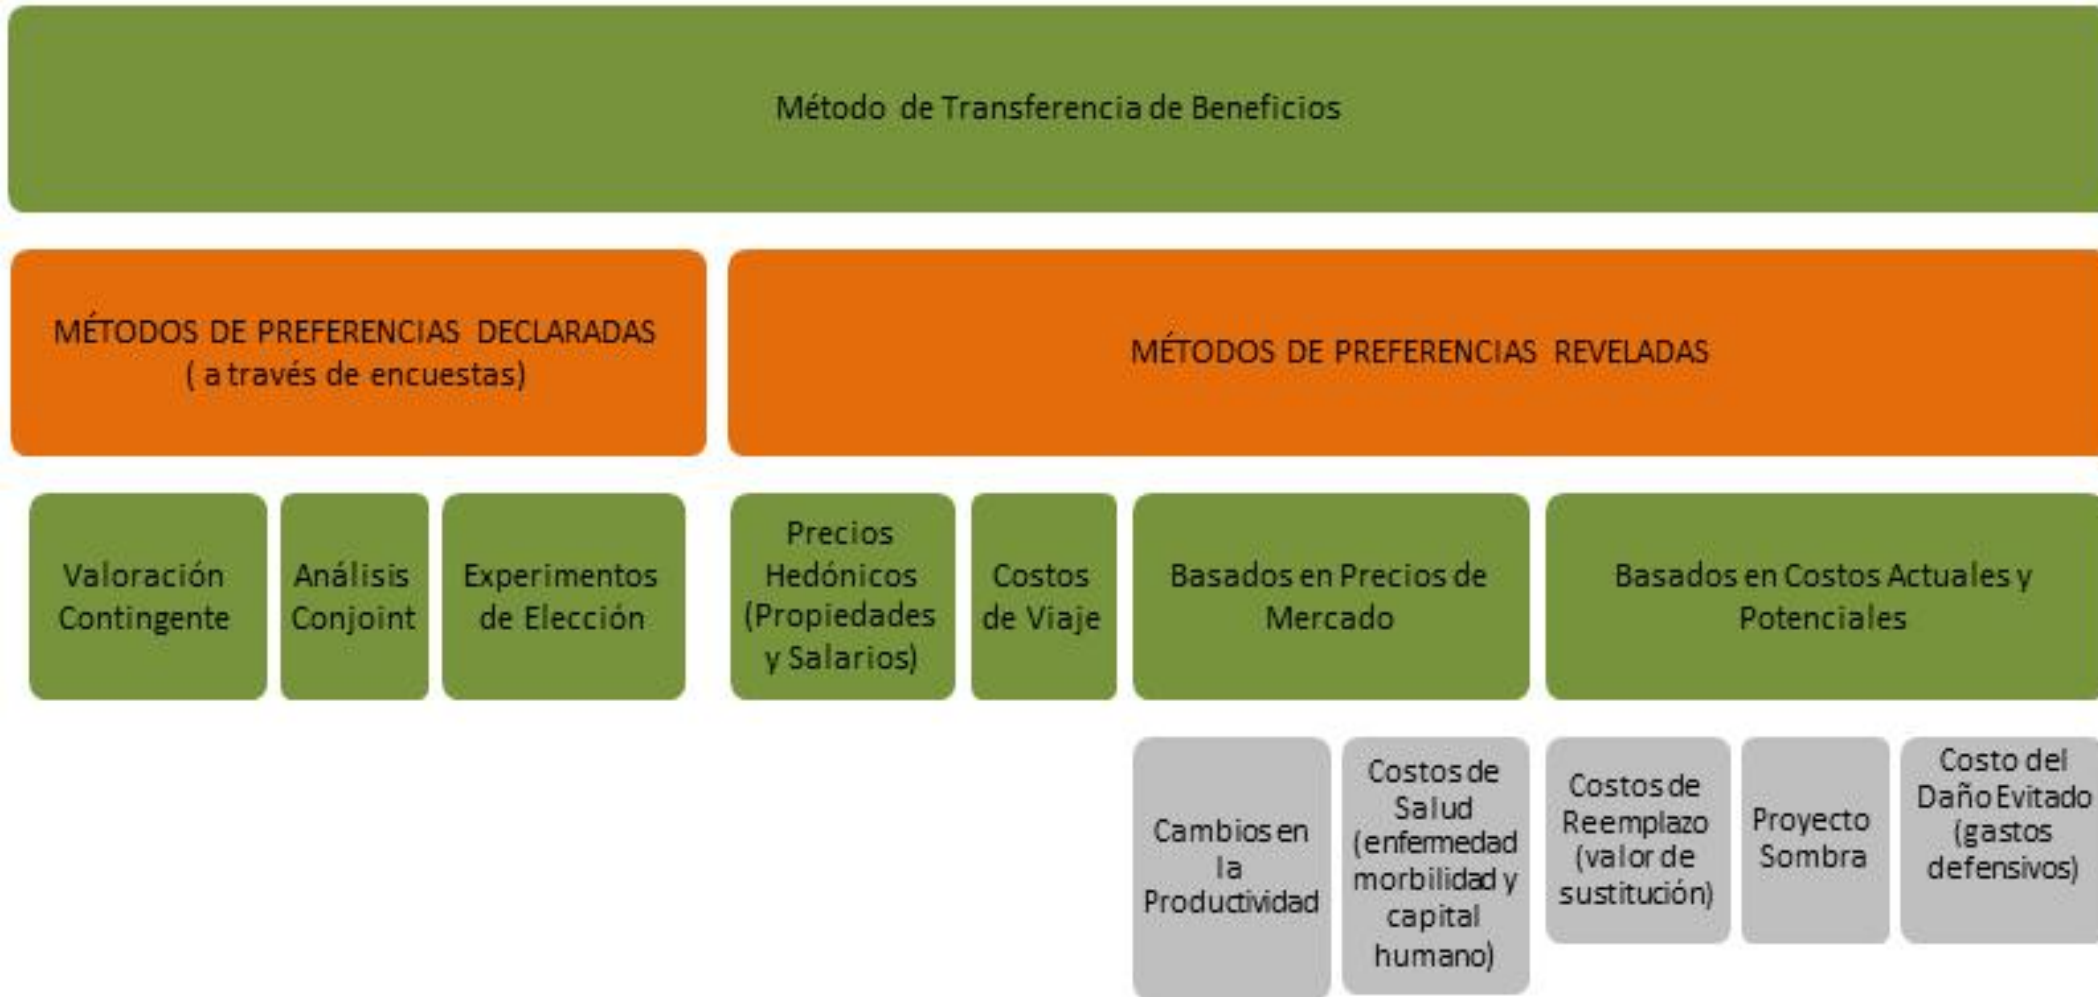 Método de Transferencia de Beneficios
MÉTODOS DE PREFERENCIAS DECLARADAS
( a través de encuestas)
MÉTODOS DE PREFERENCIAS REVELADAS
Valoración
Contingente
Análisis
Conjoint
Experimentos
de Elección
Precios
Hedónicos
(Propiedades
y Salarios)
Costos
de Viaje
Basados en Precios de
Mercado
Basados en Costos Actuales y
Potenciales
Cambios en
la
Productividad
Costos de
Salud
(enfermedad
morbilidad y
capital
humano)
Costos de
Reemplazo
(valor de
sustitución)
Proyecto
Sombra
Costo del
Daño Evitado
(gastos
defensivos)